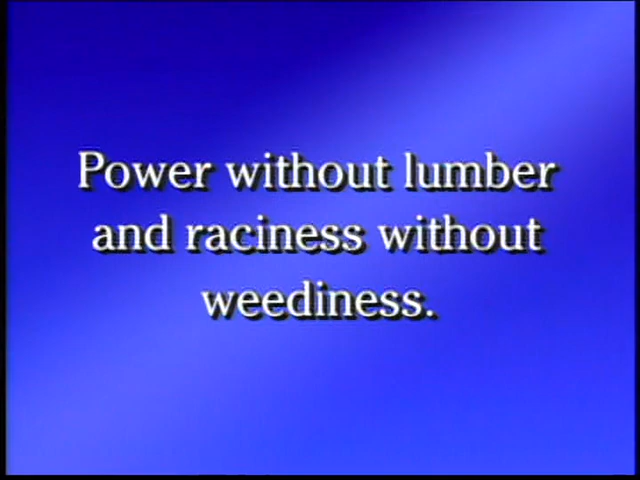 Power without lumber
and raciness without
weediness.